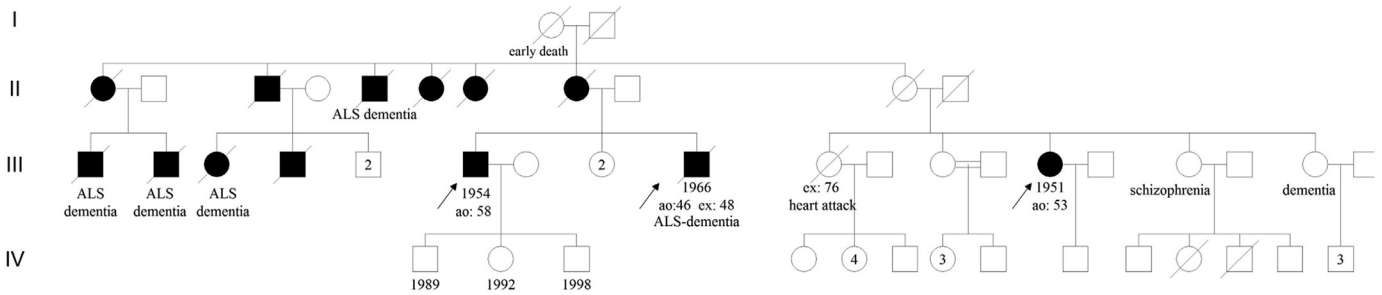 I
early death
II
ALS dementia
III
2
2
ALS
dementia
ALS
dementia
ALS
dementia
1954
ao: 58
1966
ao:46 ex: 48
ALS-dementia
ex: 76
heart attack
1951
ao: 53
schizophrenia
dementia
IV
4
3
3
1989
1992
1998